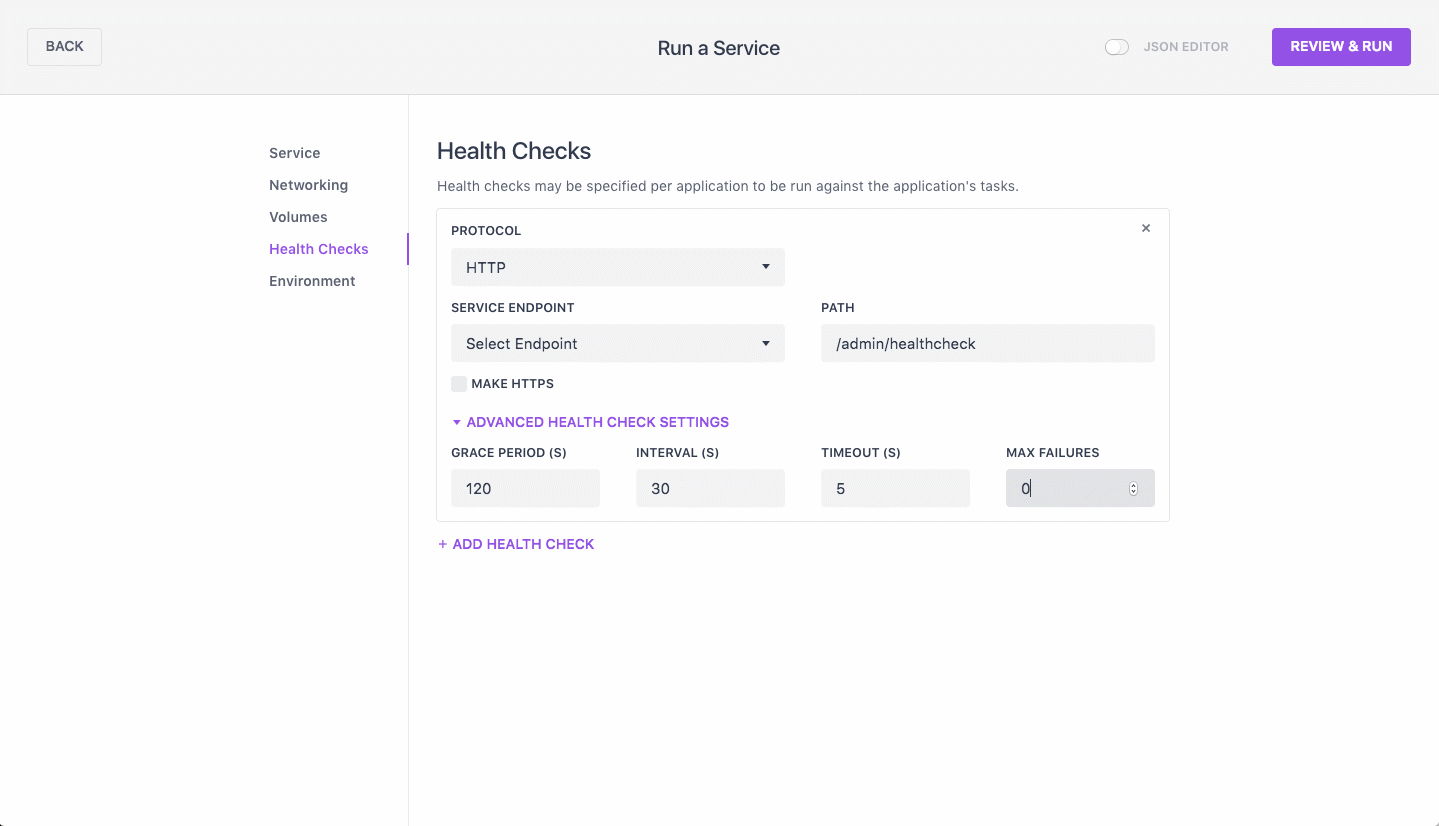 BACK
Run a Service
JSON EDITOR
REVIEW & RUN
Service
Networking
Volumes
Health Checks
Environment
Health Checks
Health checks may be specified per application to be run against the application's tasks.
PROTOCOL
HTTP
SERVICE ENDPOINT
PATH
Select Endpoint
/admin/healthcheck
MAKE HTTPS
ADVANCED HEALTH CHECK SETTINGS
GRACE PERIOD (S)
INTERVAL (S)
TIMEOUT (S)
MAX FAILURES
120
30
5
0
+ ADD HEALTH CHECK